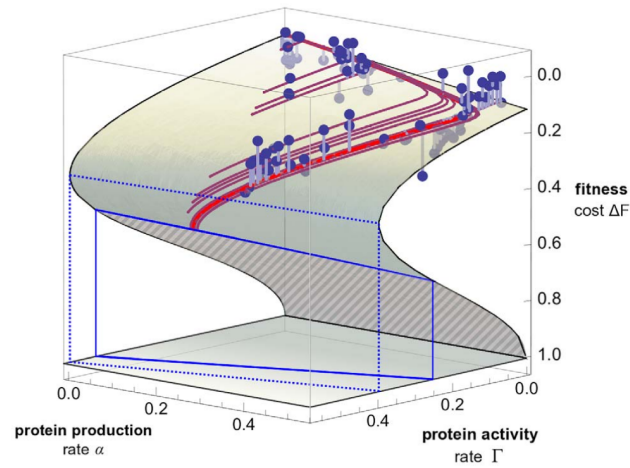 0.0
0.2
0.4
fitness
cost ΔF
0.6
0.8
1.0
0.0
0.2
0.4
protein production
rate α
0.4
0.2
0.0
protein activity
rate Γ